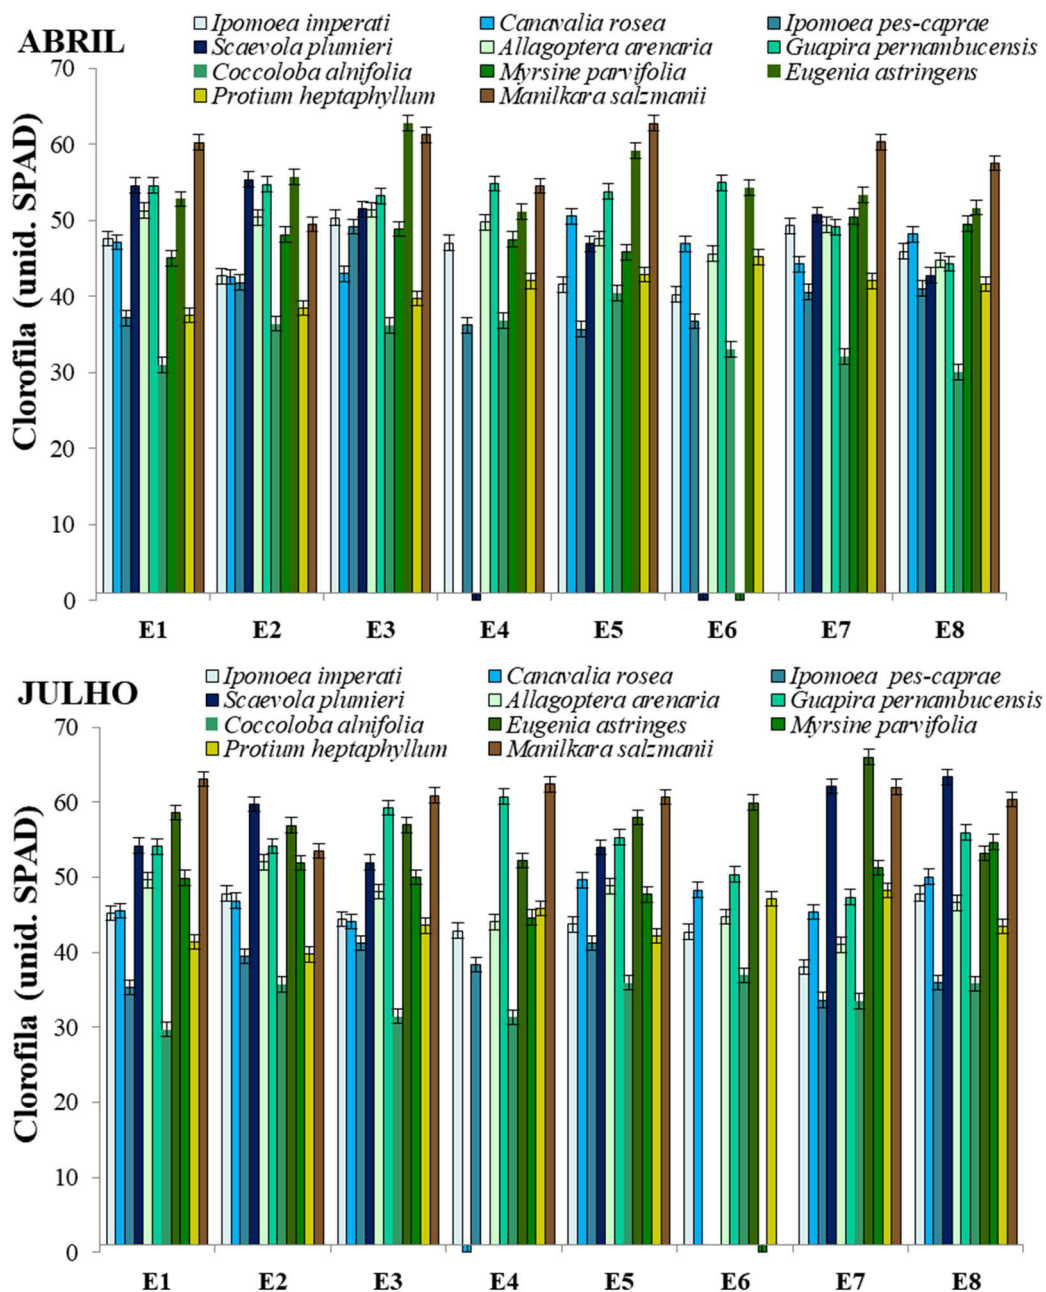 ABRIL
Ipomoea imperati Canavalia rosea Ipomoea pes-caprae
Scaevola plumieri Allagoptera arenaria Guapira pernambucensis
Coccoloba alnifolia Myrsine parvifolia Eugenia astringens
Protium heptaphyllum Manilkara salzmanii
Clorofila (unid. SPAD)
70
60
50
40
30
20
10
0
E1 E2 E3 E4 E5 E6 E7 E8
JULHO
Ipomoea imperati Canavalia rosea Ipomoea pes-caprae
Scaevola plumieri Allagoptera arenaria Guapira pernambucensis
Coccoloba alnifolia Eugenia astringes Myrsine parvifolia
Protium heptaphyllum Manilkara salzmanii
Clorofila (unid. SPAD)
70
60
50
40
30
20
10
0
E1 E2 E3 E4 E5 E6 E7 E8